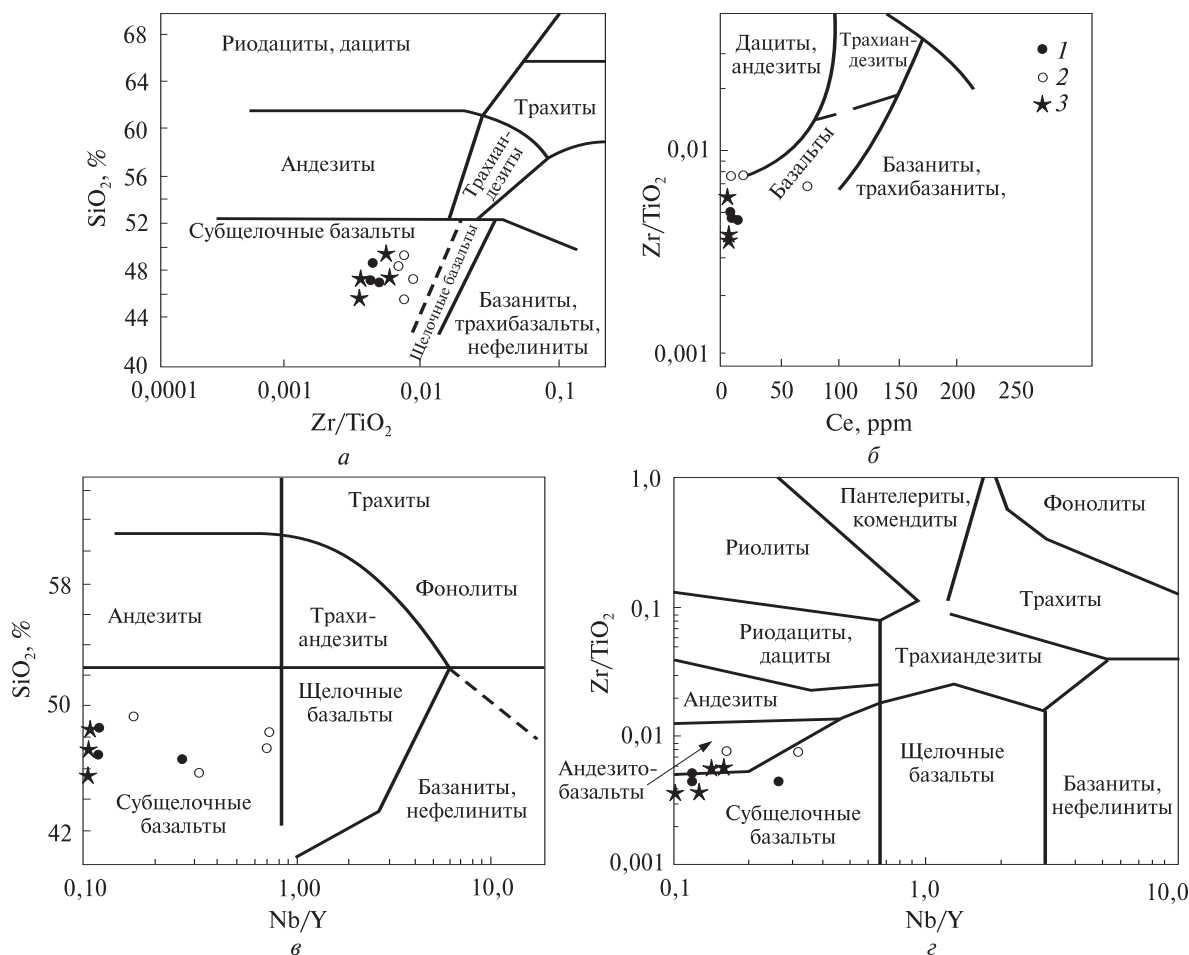 68
64
60
56
52
48
44
40
SiO2, %
Риодациты, дациты
Трахиты
Андезиты
Трахиан-
дезиты
Субщелочные базальты
Щелочные базальты
Базаниты,
трахибазальты,
нефелиниты
0,0001
0,001
0,01
0,1
Zr/TiO2
а
Дациты,
андезиты
Трахиан-
дезиты
1
2
3
0,01
0,001
Zr/TiO2
Базальты
Базаниты,
трахибазаниты,
0
50
100
150
200
250
Ce, ppm
б
58
50
42
SiO2, %
Трахиты
Фонолиты
Андезиты
Трахи-
андезиты
Щелочные
базальты
Субщелочные
базальты
Базаниты,
нефелиниты
0,10
1,00
10,0
Nb/Y
в
1,0
0,1
0,01
0,001
Zr/TiO2
Пантелериты,
комендиты
Фонолиты
Риолиты
Трахиты
Риодациты,
дациты
Трахиандезиты
Андезиты
Андезито-
базальты
Щелочные
базальты
Субщелочные
базальты
Базаниты,
нефелиниты
0,1
1,0
10,0
Nb/Y
г